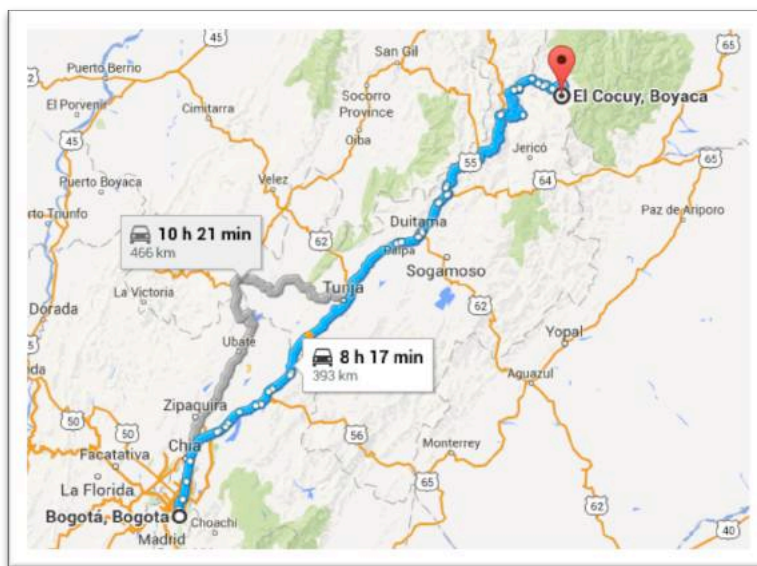 45
San Gil
65
Puerto Berrio
El Cocuy, Boyaca
El Porvenir
Socorro
Province
Cimitarra
Oiba
45
55
Jericó
65
Velez
64
Puerto Boyaca
Paz de Ariporo
rto Triunfo
Duitama
10 h 21 min
466 km
62
Paipa
Sogamoso
Tunja
La Victoria
62
Dorada
Yopal
Ubate
8 h 17 min
393 km
Aguazul
Zipaquira
50
50
56
Chia
Monterrey
Facatativa
65
La Florida
62
Bogotá, Bogota
Choachi
Madrid
40